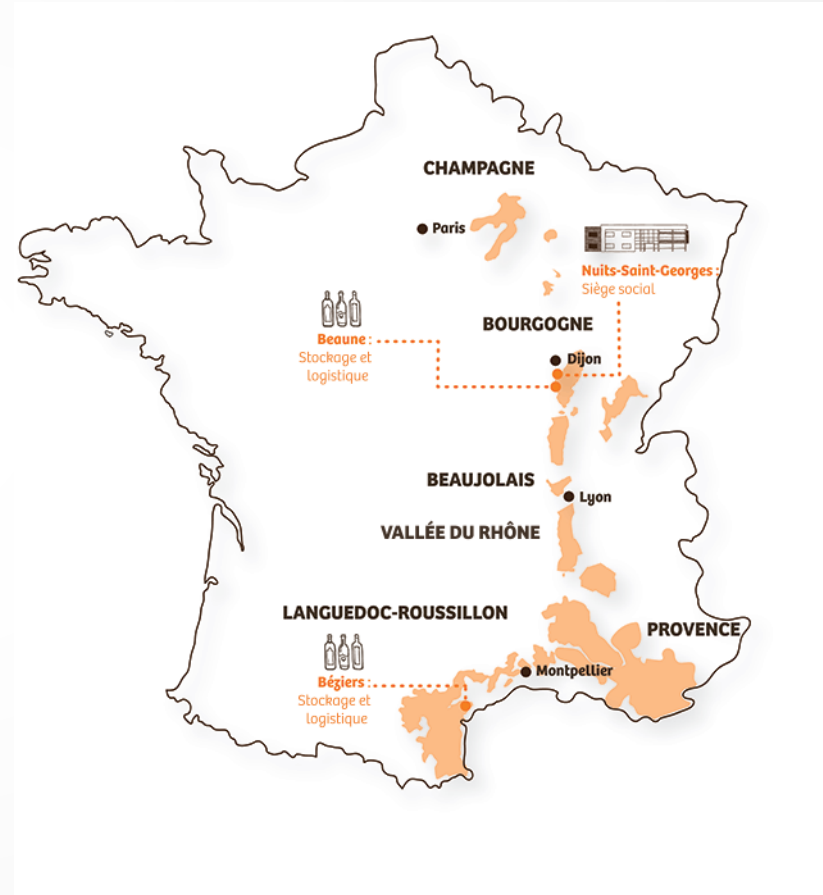 CHAMPAGNE
Paris
Nuits-Saint-Georges :
Siège social
BOURGOGNE
Beaune :
Stockage et
logistique
Dijon
BEAUJOLAIS
Lyon
VALLÉE DU RHÔNE
LANGUEDOC-ROUSSILLON
PROVENCE
Montpellier
Béziers :
Stockage et
logistique